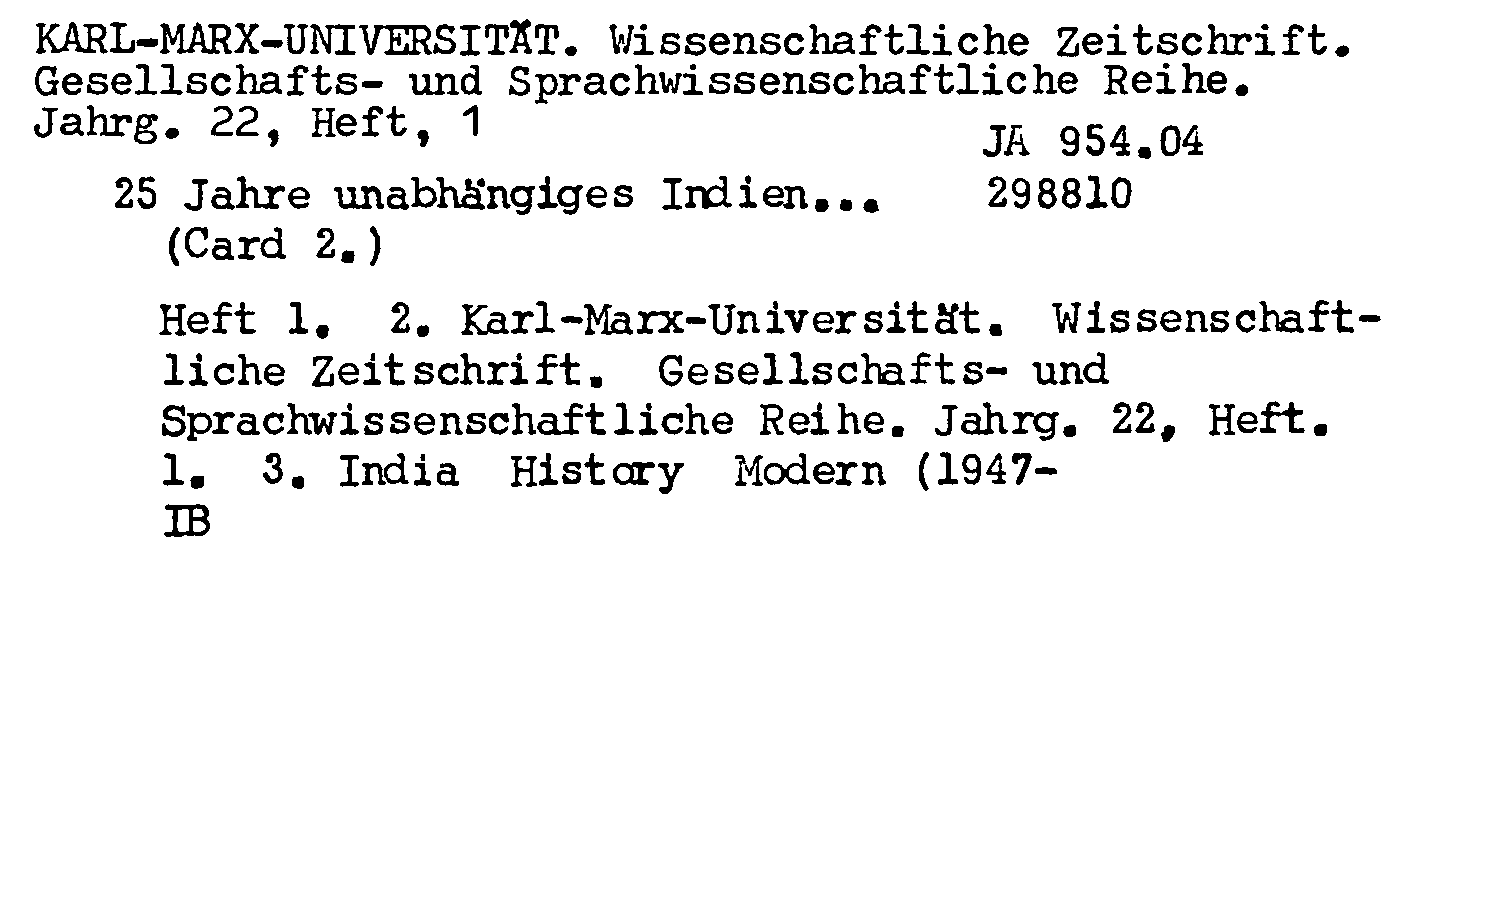 KARL-MARX-UNIVERSITÄT. Wissenschaftliche Zeitschrift.
Gesellschafts- und Sprachwissenschaftliche Reihe.
Jahrg. 22, Heft, 1
JA 954.04
25 Jahre unabhängiges Indien... 298810
(Card 2.)
Heft 1. 2. Karl-Marx-Universität. Wissenschaft-
liche Zeitschrift. Gesellschafts- und
Sprachwissenschaftliche Reihe. Jahrg. 22, Heft.
1. 3. India History Modern (1947-
IB